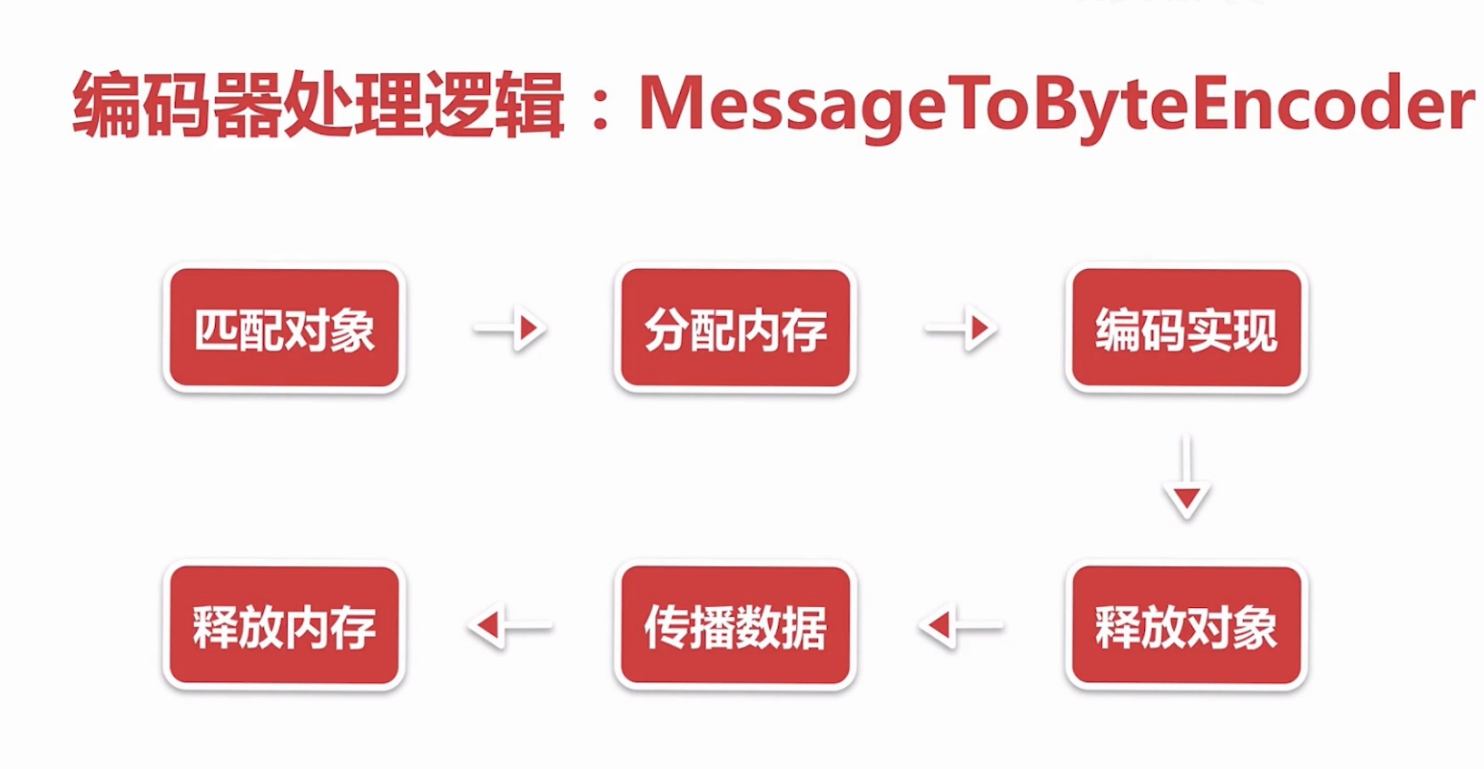 编码器处理逻辑：MessageToByteEncoder
匹配对象
分配内存
编码实现
释放对象
传播数据
释放内存